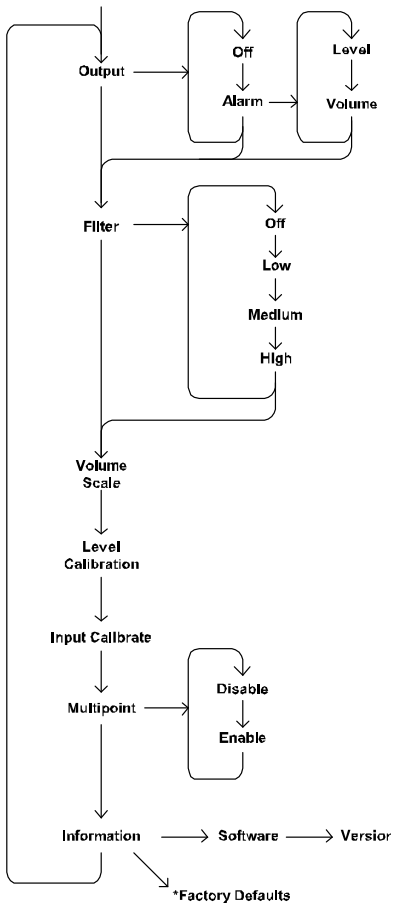 Output
Off
Alarm
Level
Volume
Filter
Off
Low
Medium
High
Volume
Scale
Level
Calibration
Input Calibrate
Multipoint
Disable
Enable
Information
Software
Versior
*Factory Defaults